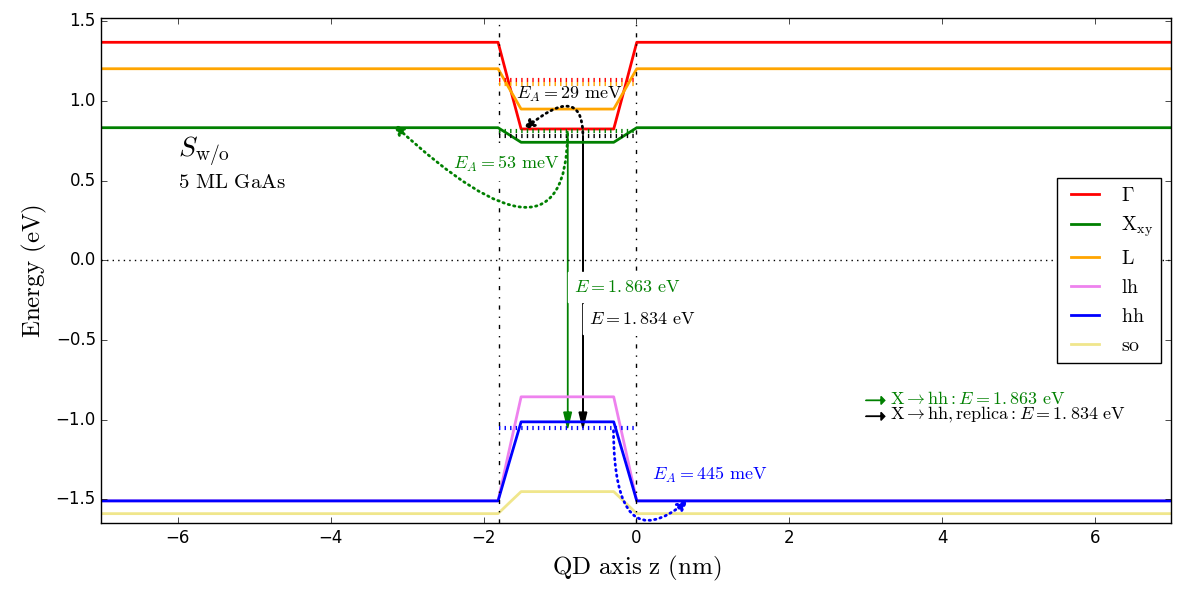 1.5
1.0
0.5
0.0
−0.5
−1.0
−1.5
Energy (eV)
S_w/o
5 ML GaAs
E_A = 29 meV
E_A = 53 meV
E = 1.863 eV
E = 1.834 eV
Γ
X_xy
L
lh
hh
so
X → hh : E = 1.863 eV
X → hh, replica : E = 1.834 eV
E_A = 445 meV
−6
−4
−2
0
2
4
6
QD axis z (nm)